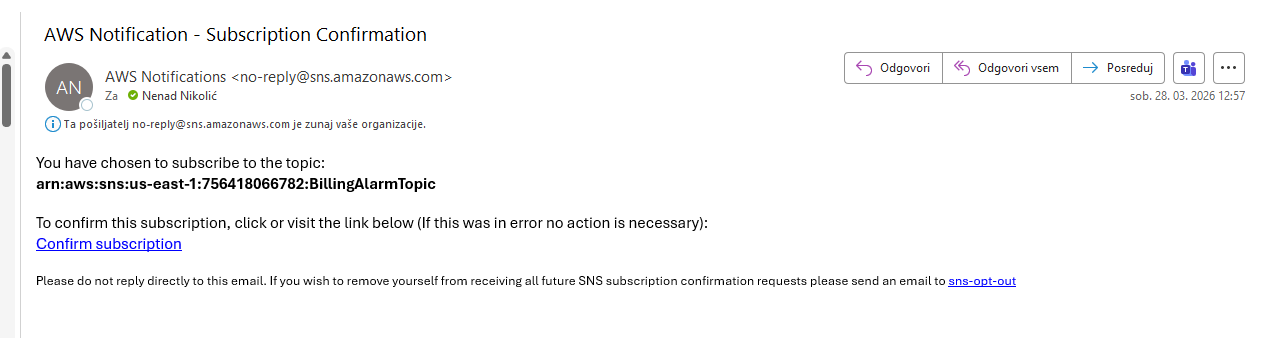 AWS Notification - Subscription Confirmation
AN
AWS Notifications <no-reply@sns.amazonaws.com>
Za Nenad Nikolić
Odgovori
Odgovori vsem
Posreduj
sob. 28. 03. 2026 12:57
Ta pošiljatelj no-reply@sns.amazonaws.com je zunaj vaše organizacije.
You have chosen to subscribe to the topic:
arn:aws:sns:us-east-1:756418066782:BillingAlarmTopic
To confirm this subscription, click or visit the link below (If this was in error no action is necessary):
Confirm subscription
Please do not reply directly to this email. If you wish to remove yourself from receiving all future SNS subscription confirmation requests please send an email to sns-opt-out